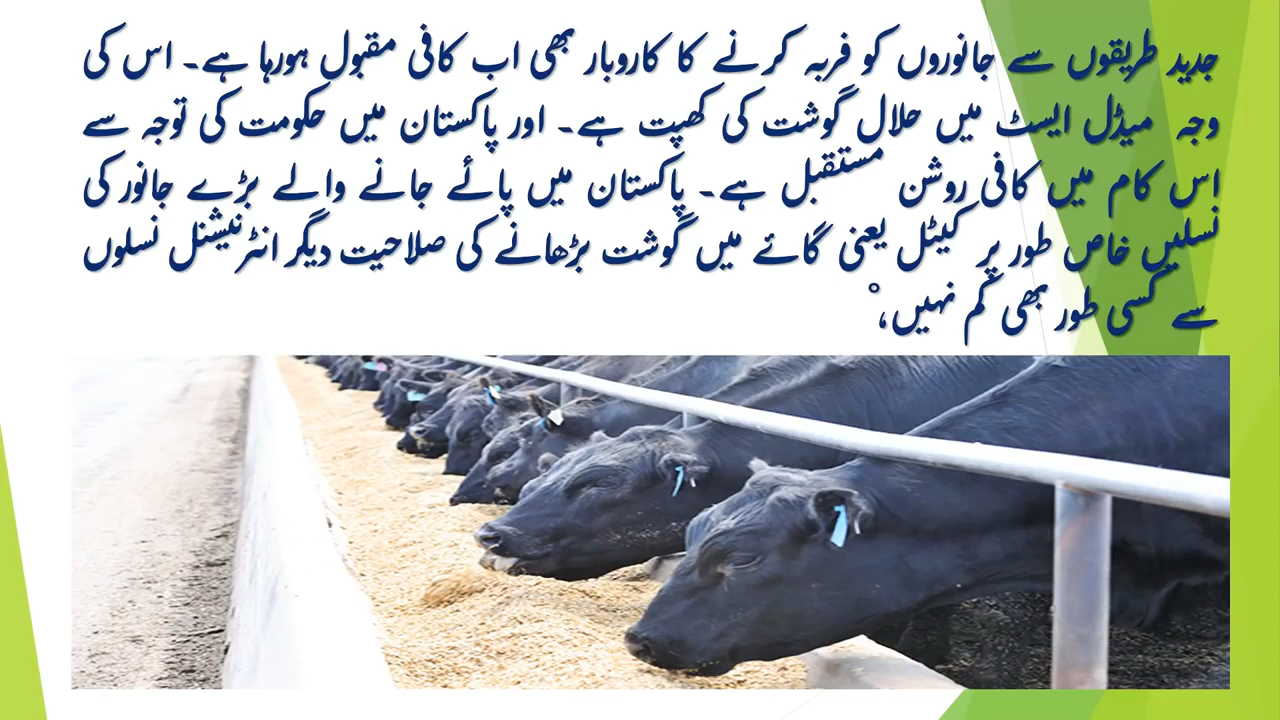 جدید طریقوں سے جانوروں کو فربہ کرنے کا کاروبار بھی اب کافی مقبول ہورہا ہے۔ اس کی
وجہ میڈل ایسٹ میں حلال گوشت کی کھپت ہے۔ اور پاکستان میں حکومت کی توجہ سے
اس کام میں کافی روشن مستقبل ہے۔ پاکستان میں پائے جانے والے بڑے جانور کی
نسلیں خاص طور پر کیٹل یعنی گائے میں گوشت بڑھانے کی صلاحیت دیگر انٹرنیشنل نسلوں
سے کسی طور بھی کم نہیں،ْ